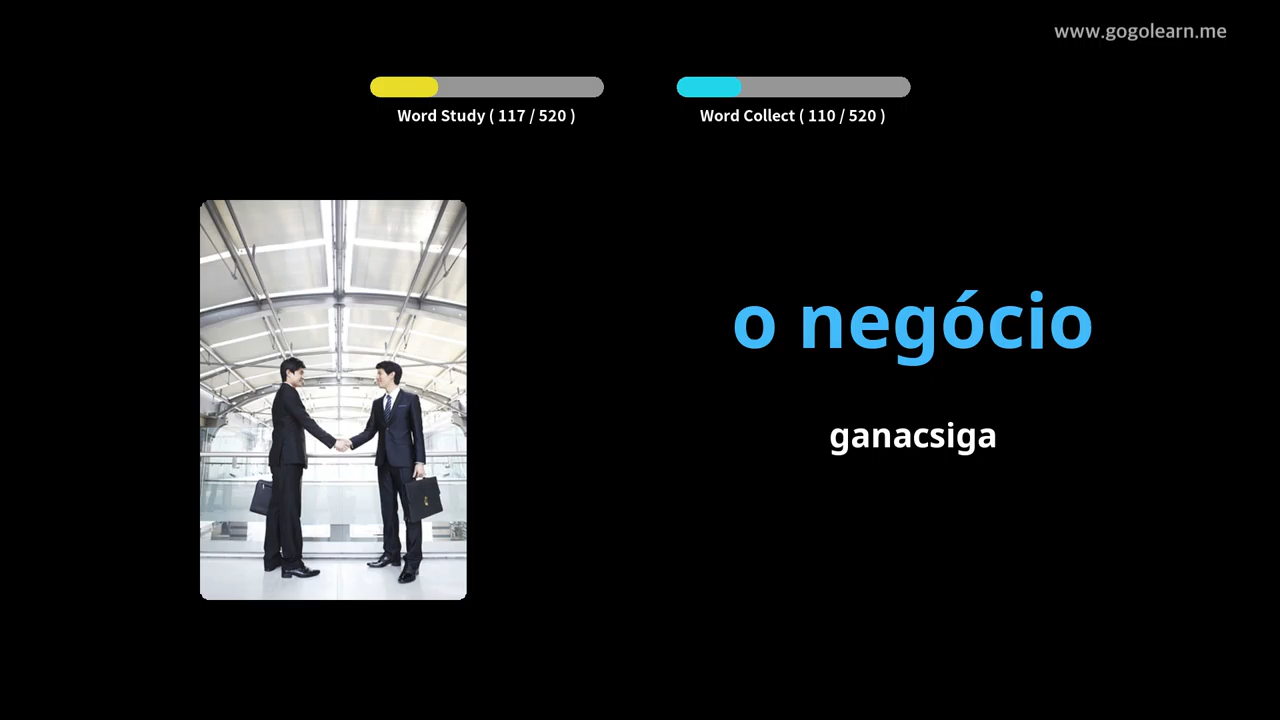 www.gogolearn.me
Word Study ( 117 / 520 )
Word Collect ( 110 / 520 )
o negócio
ganacsiga